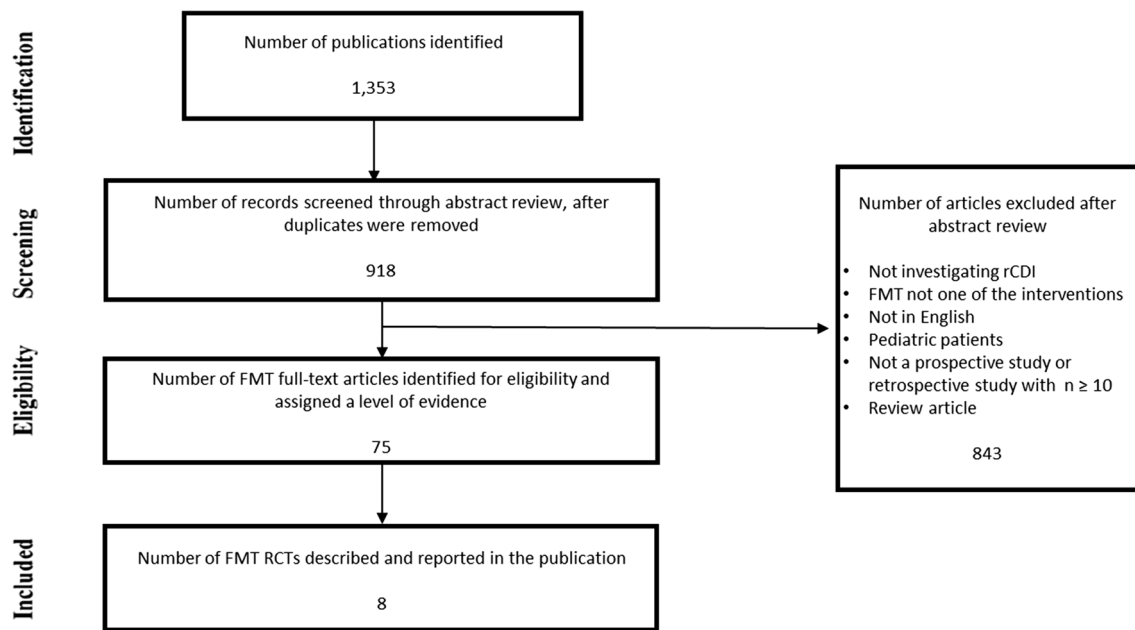 Identification
Number of publications identified
1,353
Screening
Number of records screened through abstract review, after
duplicates were removed
918
Number of articles excluded after
abstract review
• Not investigating rCDI
• FMT not one of the interventions
• Not in English
• Pediatric patients
• Not a prospective study or
retrospective study with n ≥ 10
• Review article
843
Eligibility
Number of FMT full-text articles identified for eligibility and
assigned a level of evidence
75
Included
Number of FMT RCTs described and reported in the publication
8